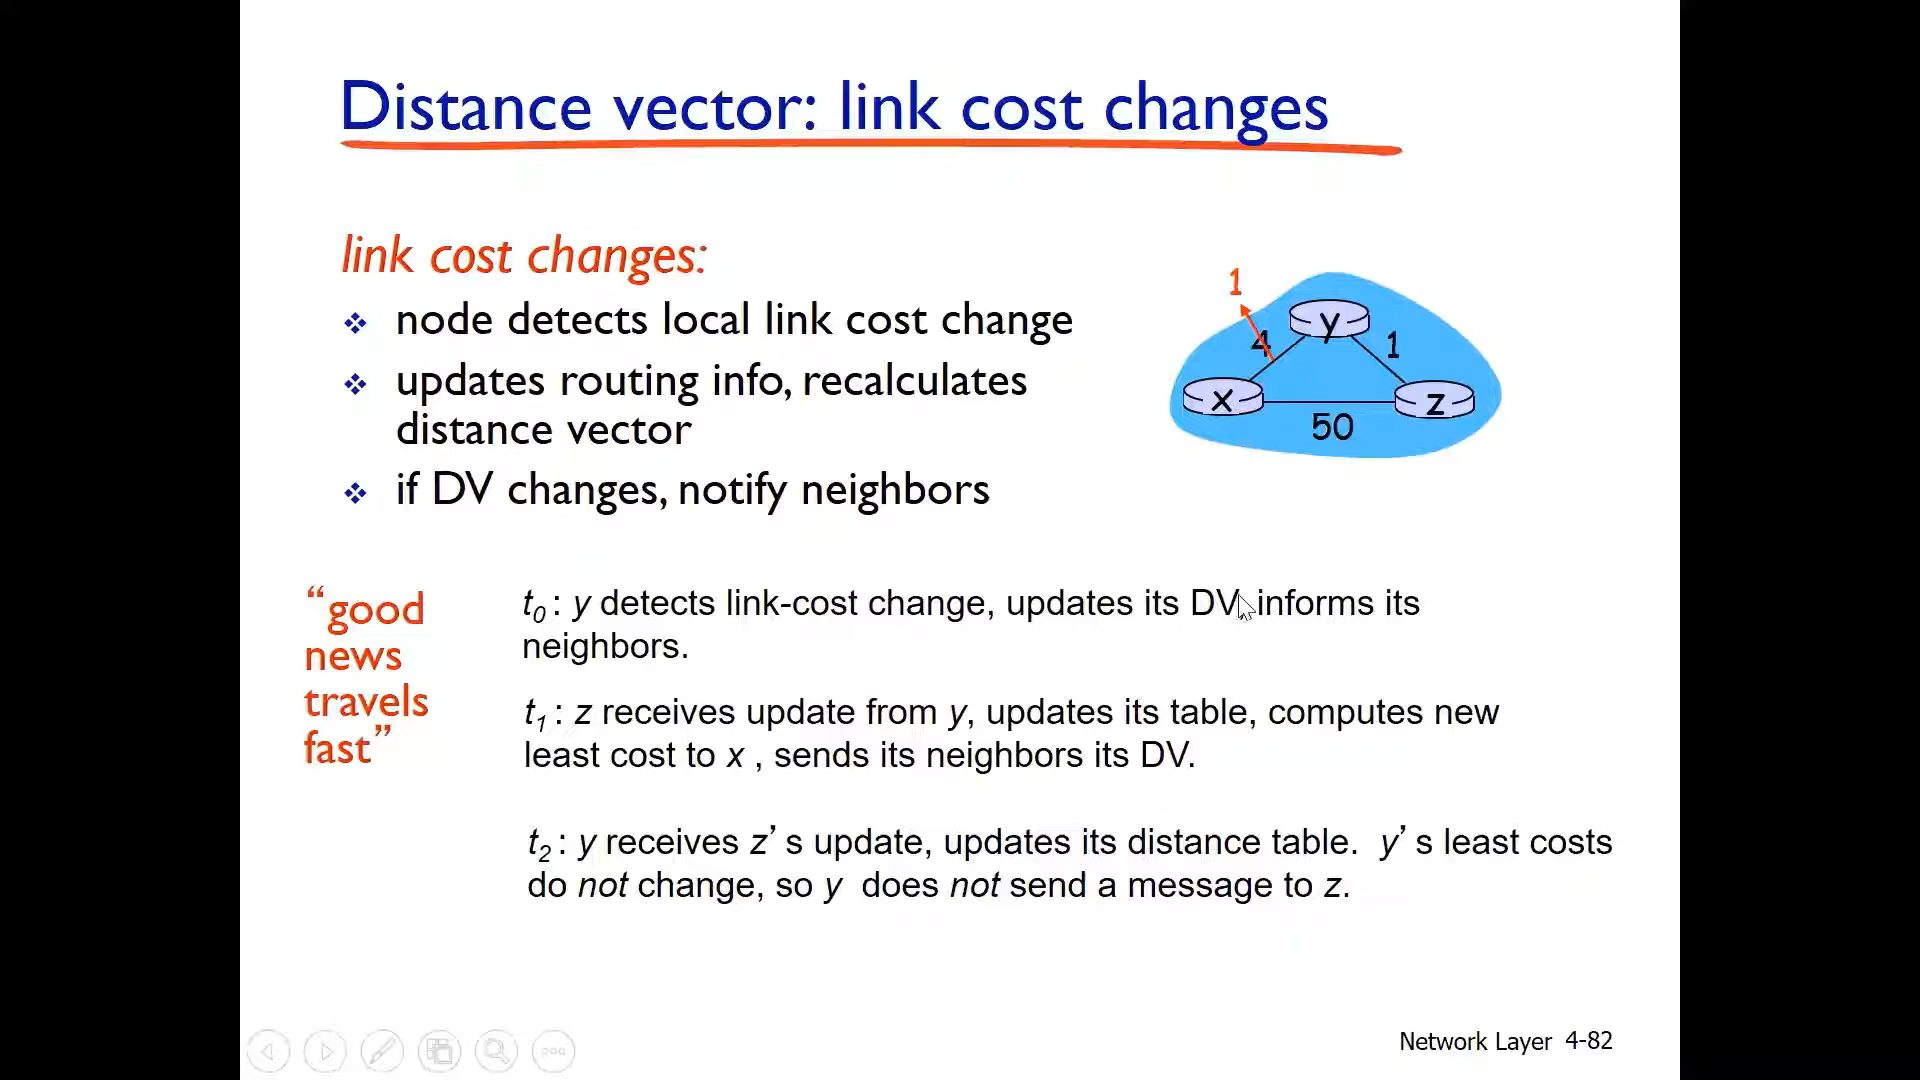 Distance vector: link cost changes
link cost changes:
❖ node detects local link cost change
❖ updates routing info, recalculates
distance vector
❖ if DV changes, notify neighbors
1
4
y
1
x
z
50
“good
news
travels
fast”
t0 : y detects link-cost change, updates its DV, informs its
neighbors.
t1 : z receives update from y, updates its table, computes new
least cost to x , sends its neighbors its DV.
t2 : y receives z’ s update, updates its distance table. y’ s least costs
do not change, so y does not send a message to z.
Network Layer 4-82